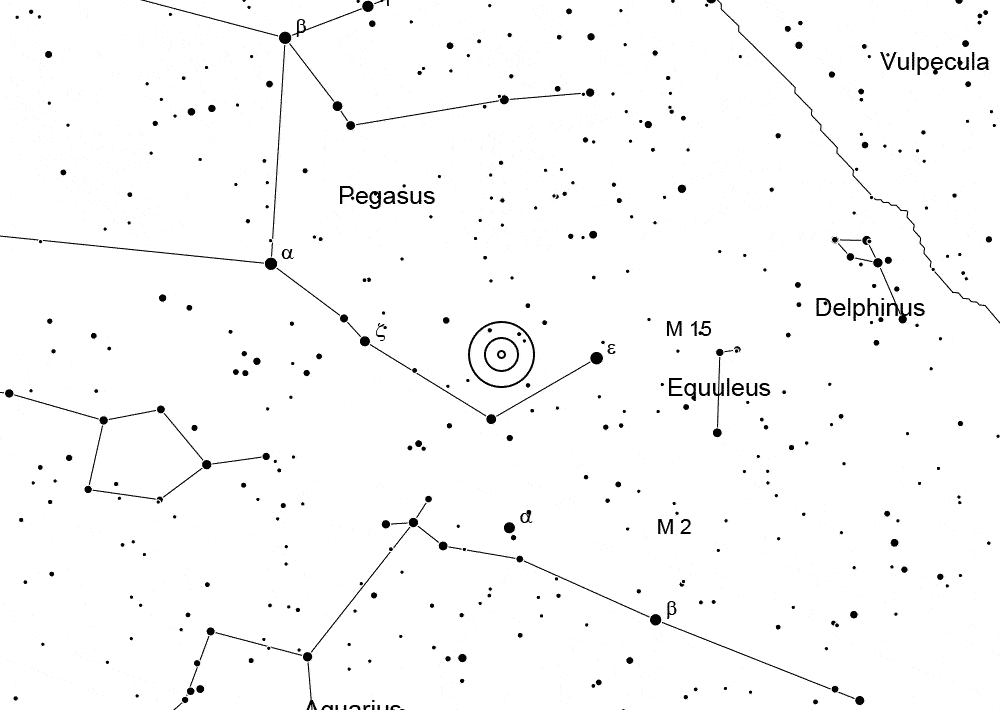 β
Vulpecula
Pegasus
α
Delphinus
ζ
M 15
ε
Equuleus
α
M 2
β
Aquarius